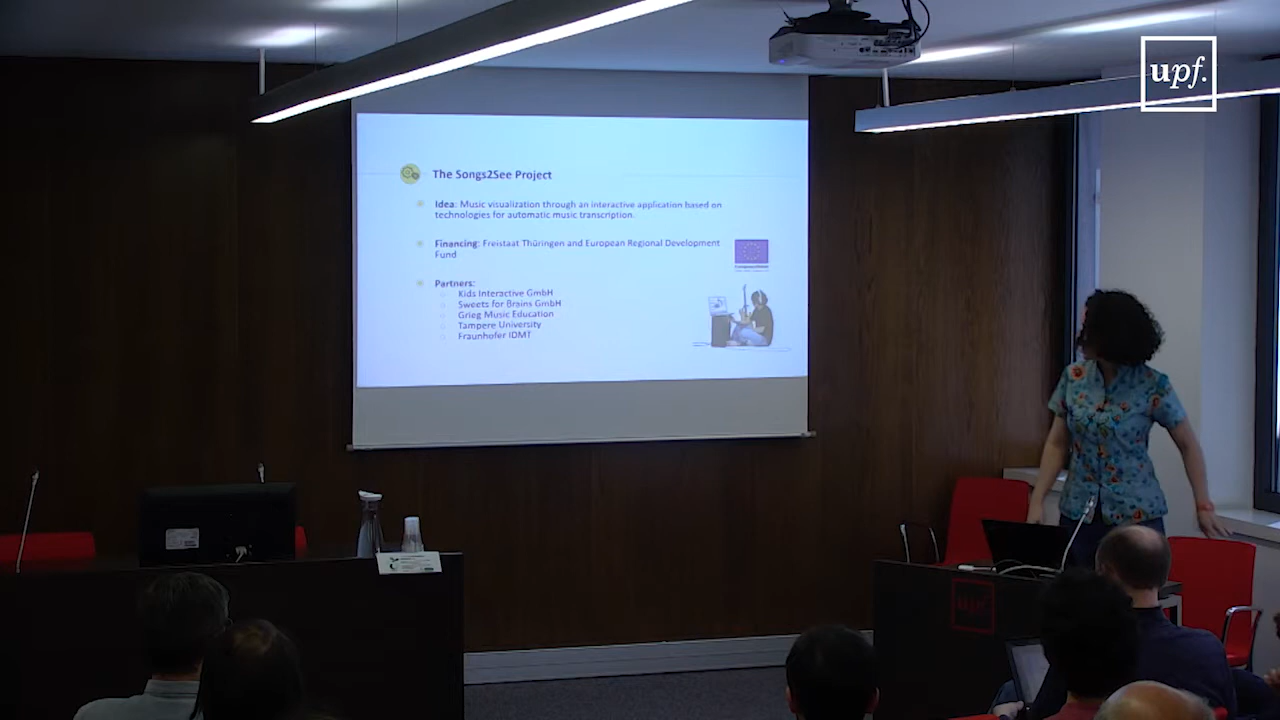 upf.
The Songs2See Project
Idea: Music visualization through an interactive application based on
technologies for automatic music transcription.
Financing: Freistaat Thüringen and European Regional Development
Fund
Partners:
Kids Interactive GmbH
Sweets for Brains GmbH
Grieg Music Education
Tampere University
Fraunhofer IDMT
upf.